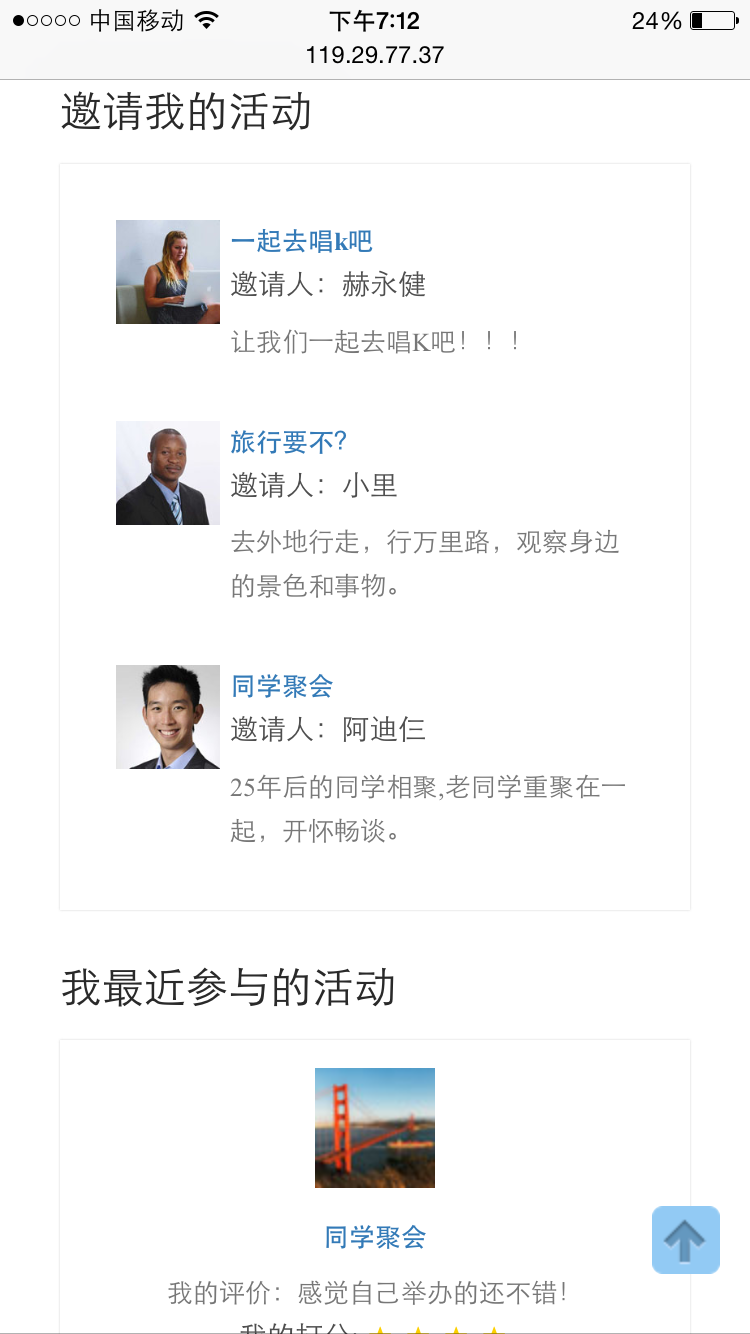 中国移动 下午7:12 24%
119.29.77.37
邀请我的活动
一起去唱k吧
邀请人：赫永健
让我们一起去唱K吧！！！
旅行要不？
邀请人：小里
去外地行走，行万里路，观察身边
的景色和事物。
同学聚会
邀请人：阿迪仨
25年后的同学相聚,老同学重聚在一
起，开怀畅谈。
我最近参与的活动
同学聚会
我的评价：感觉自己举办的还不错！
我的打分: